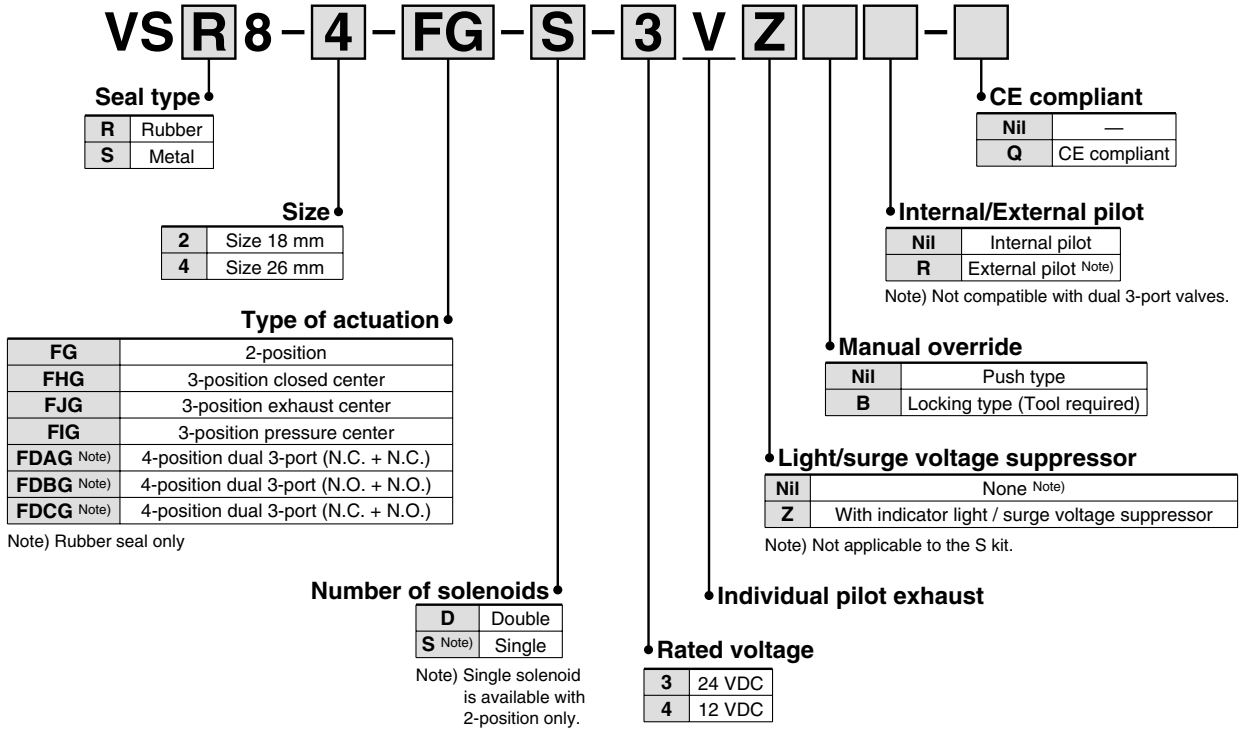 VS R 8 - 4 - FG - S - 3 V Z -
Seal type
R Rubber
S Metal
Size
2 Size 18 mm
4 Size 26 mm
Type of actuation
FG 2-position
FHG 3-position closed center
FJG 3-position exhaust center
FIG 3-position pressure center
FDAG Note) 4-position dual 3-port (N.C. + N.C.)
FDBG Note) 4-position dual 3-port (N.O. + N.O.)
FDCG Note) 4-position dual 3-port (N.C. + N.O.)
Note) Rubber seal only
Number of solenoids
D Double
S Note) Single
Note) Single solenoid
is available with
2-position only.
Rated voltage
3 24 VDC
4 12 VDC
Individual pilot exhaust
Light/surge voltage suppressor
Nil None Note)
Z With indicator light / surge voltage suppressor
Note) Not applicable to the S kit.
Manual override
Nil Push type
B Locking type (Tool required)
Internal/External pilot
Nil Internal pilot
R External pilot Note)
Note) Not compatible with dual 3-port valves.
CE compliant
Nil —
Q CE compliant